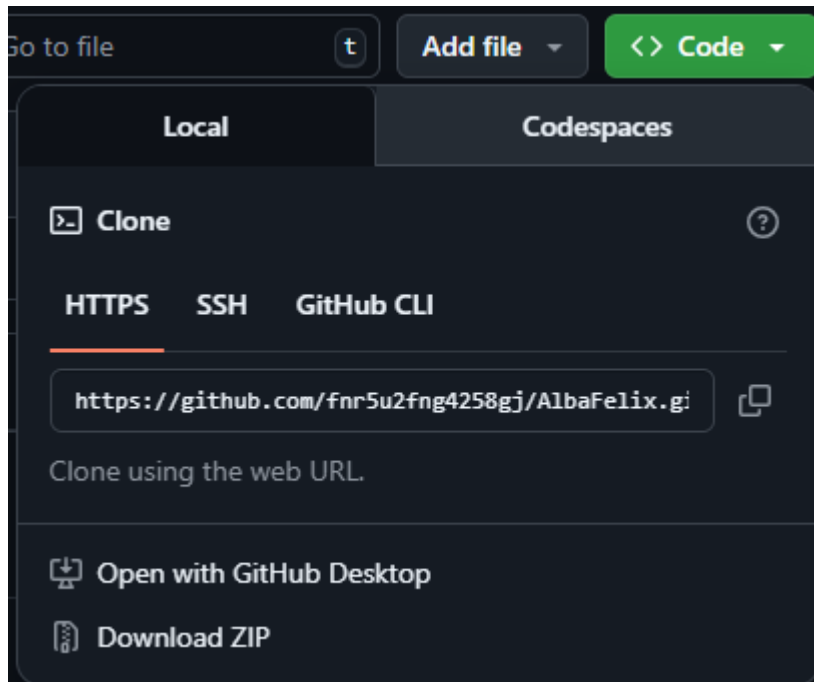 Go to file t Add file <> Code
Local Codespaces
Clone
HTTPS SSH GitHub CLI
https://github.com/fnr5u2fng4258gj/AlbaFelix.gi
Clone using the web URL.
Open with GitHub Desktop
Download ZIP